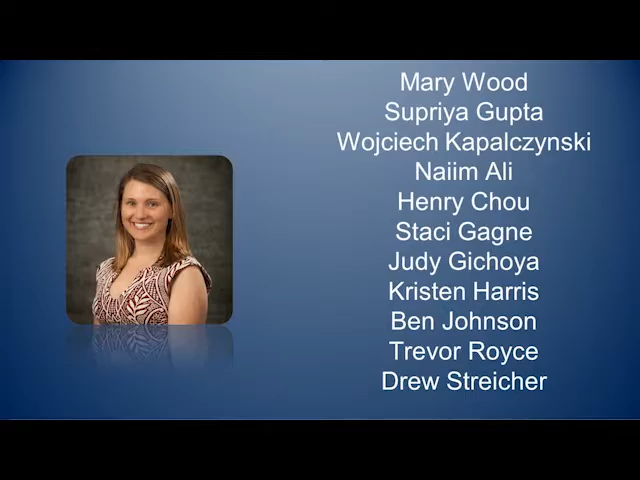 Mary Wood
Supriya Gupta
Wojciech Kapalczynski
Naiim Ali
Henry Chou
Staci Gagne
Judy Gichoya
Kristen Harris
Ben Johnson
Trevor Royce
Drew Streicher